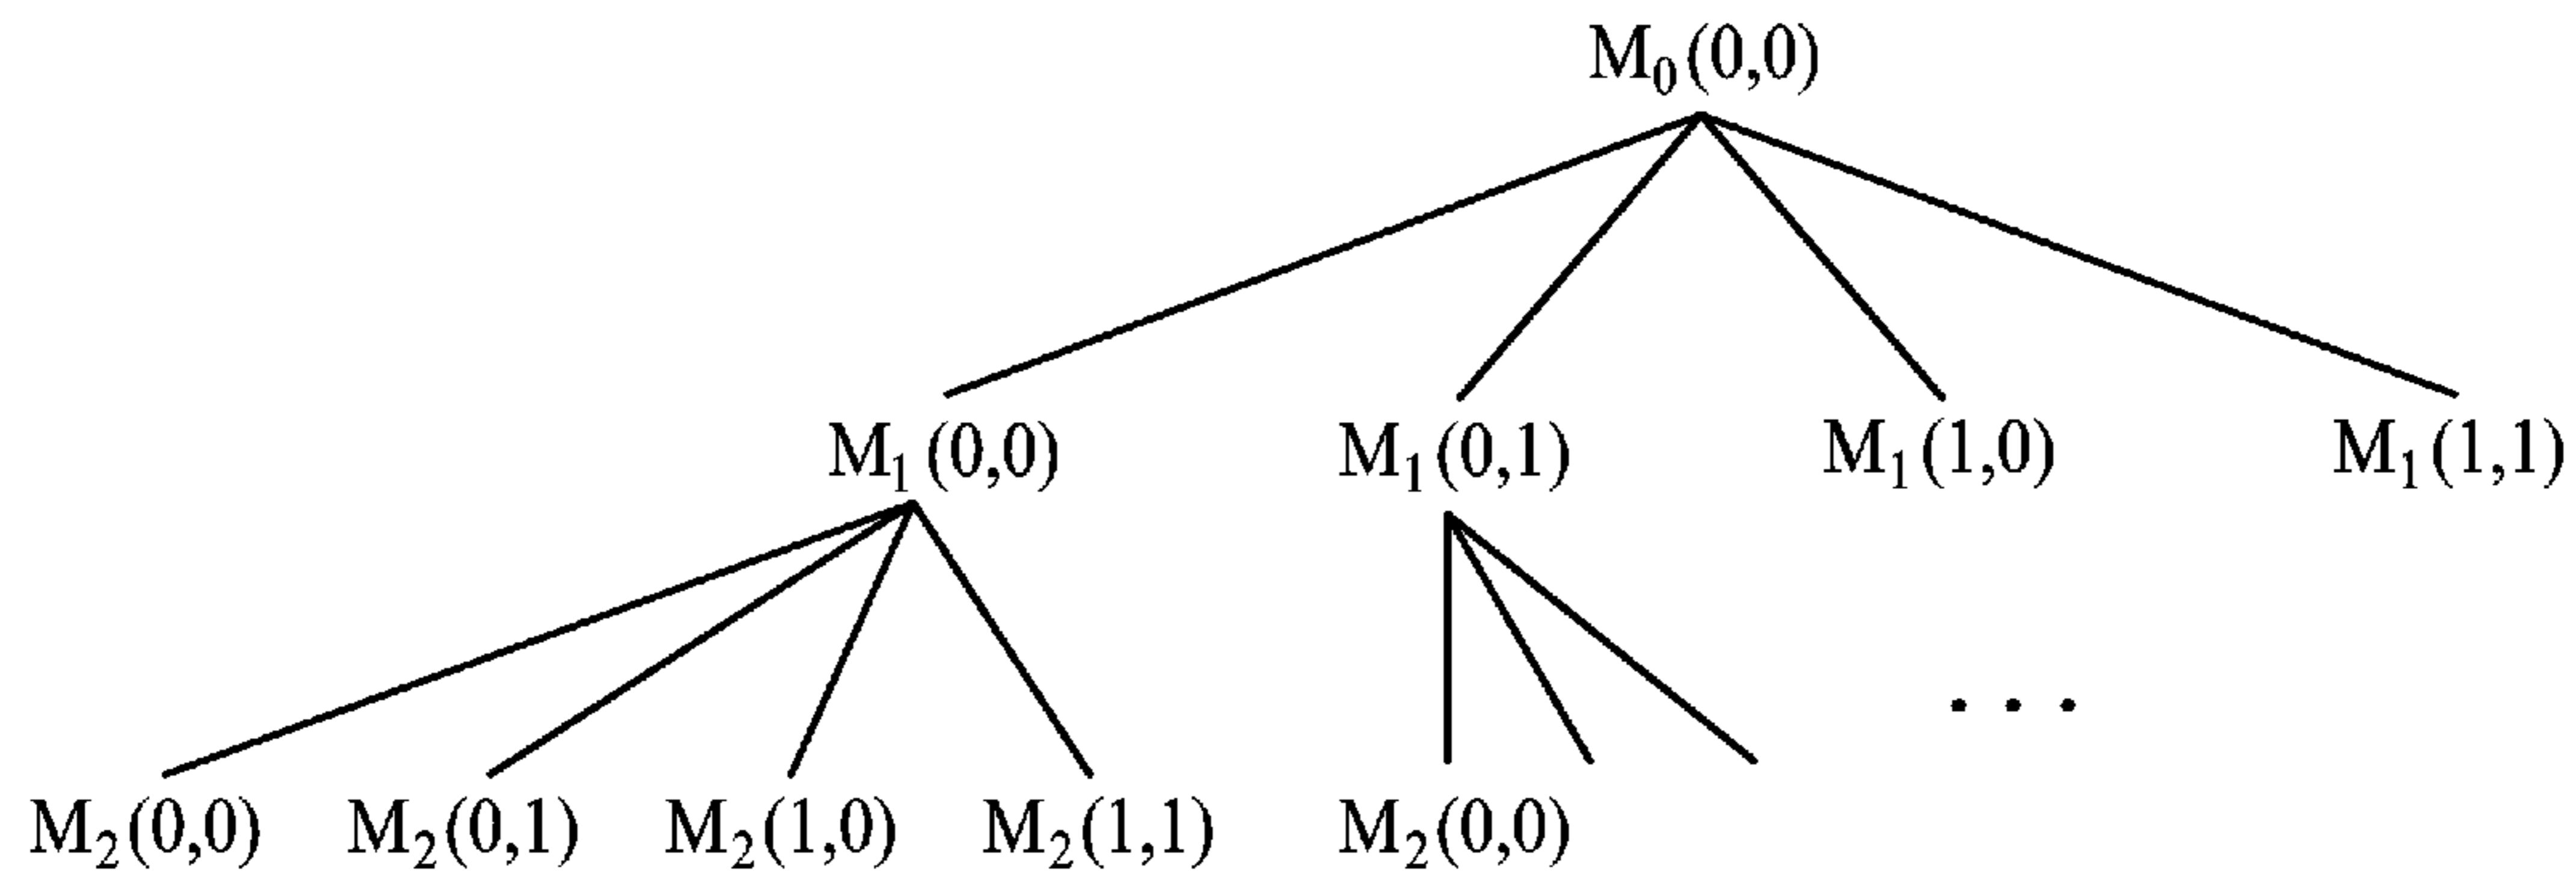 M₀(0,0)
M₁(0,0) M₁(0,1) M₁(1,0) M₁(1,1)
. . .
M₂(0,0) M₂(0,1) M₂(1,0) M₂(1,1) M₂(0,0)